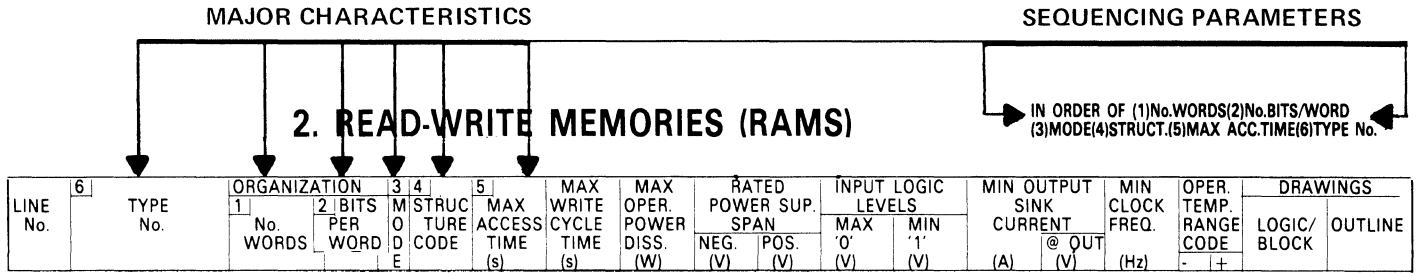 MAJOR CHARACTERISTICS
SEQUENCING PARAMETERS
2. READ-WRITE MEMORIES (RAMS)
IN ORDER OF (1)No.WORDS(2)No.BITS/WORD
(3)MODE(4)STRUCT.(5)MAX ACC.TIME(6)TYPE No.
LINE
No.
6
TYPE
No.
ORGANIZATION
1
No.
WORDS
2
BITS
PER
WORD
3
M
O
D
E
4
STRUC
TURE
CODE
5
MAX
ACCESS
TIME
(s)
MAX
WRITE
CYCLE
TIME
(s)
MAX
OPER.
POWER
DISS.
(W)
RATED
POWER SUP.
SPAN
NEG.
(V)
POS.
(V)
INPUT LOGIC
LEVELS
MAX
'0'
(V)
MIN
'1'
(V)
MIN OUTPUT
SINK
CURRENT
(A)
@ OUT
(V)
MIN
CLOCK
FREQ.
(Hz)
OPER.
TEMP.
RANGE
CODE
- +
DRAWINGS
LOGIC/
BLOCK
OUTLINE